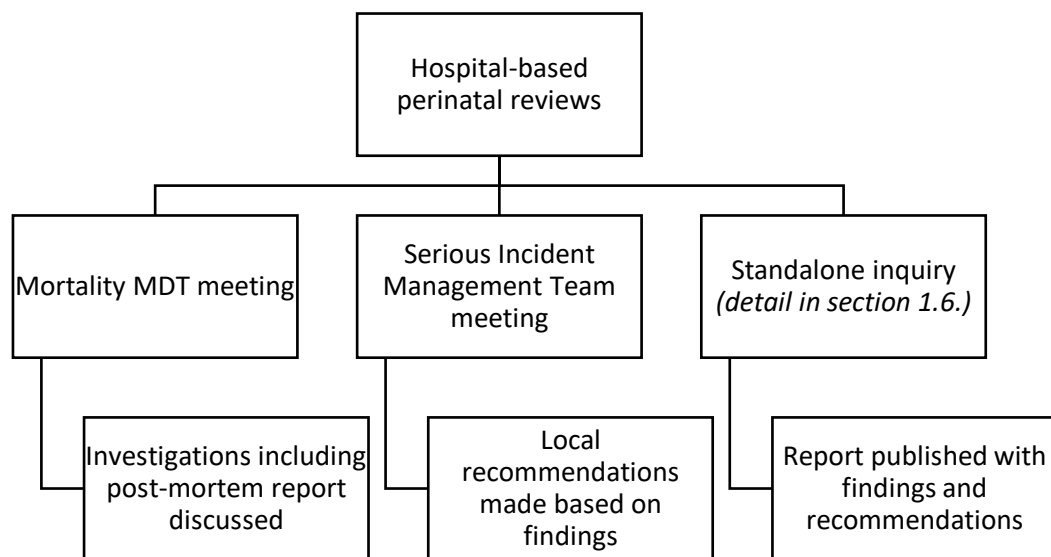 Hospital-based
perinatal reviews
Mortality MDT meeting
Serious Incident
Management Team
meeting
Standalone inquiry
(detail in section 1.6.)
Investigations including
post-mortem report
discussed
Local
recommendations
made based on
findings
Report published with
findings and
recommendations